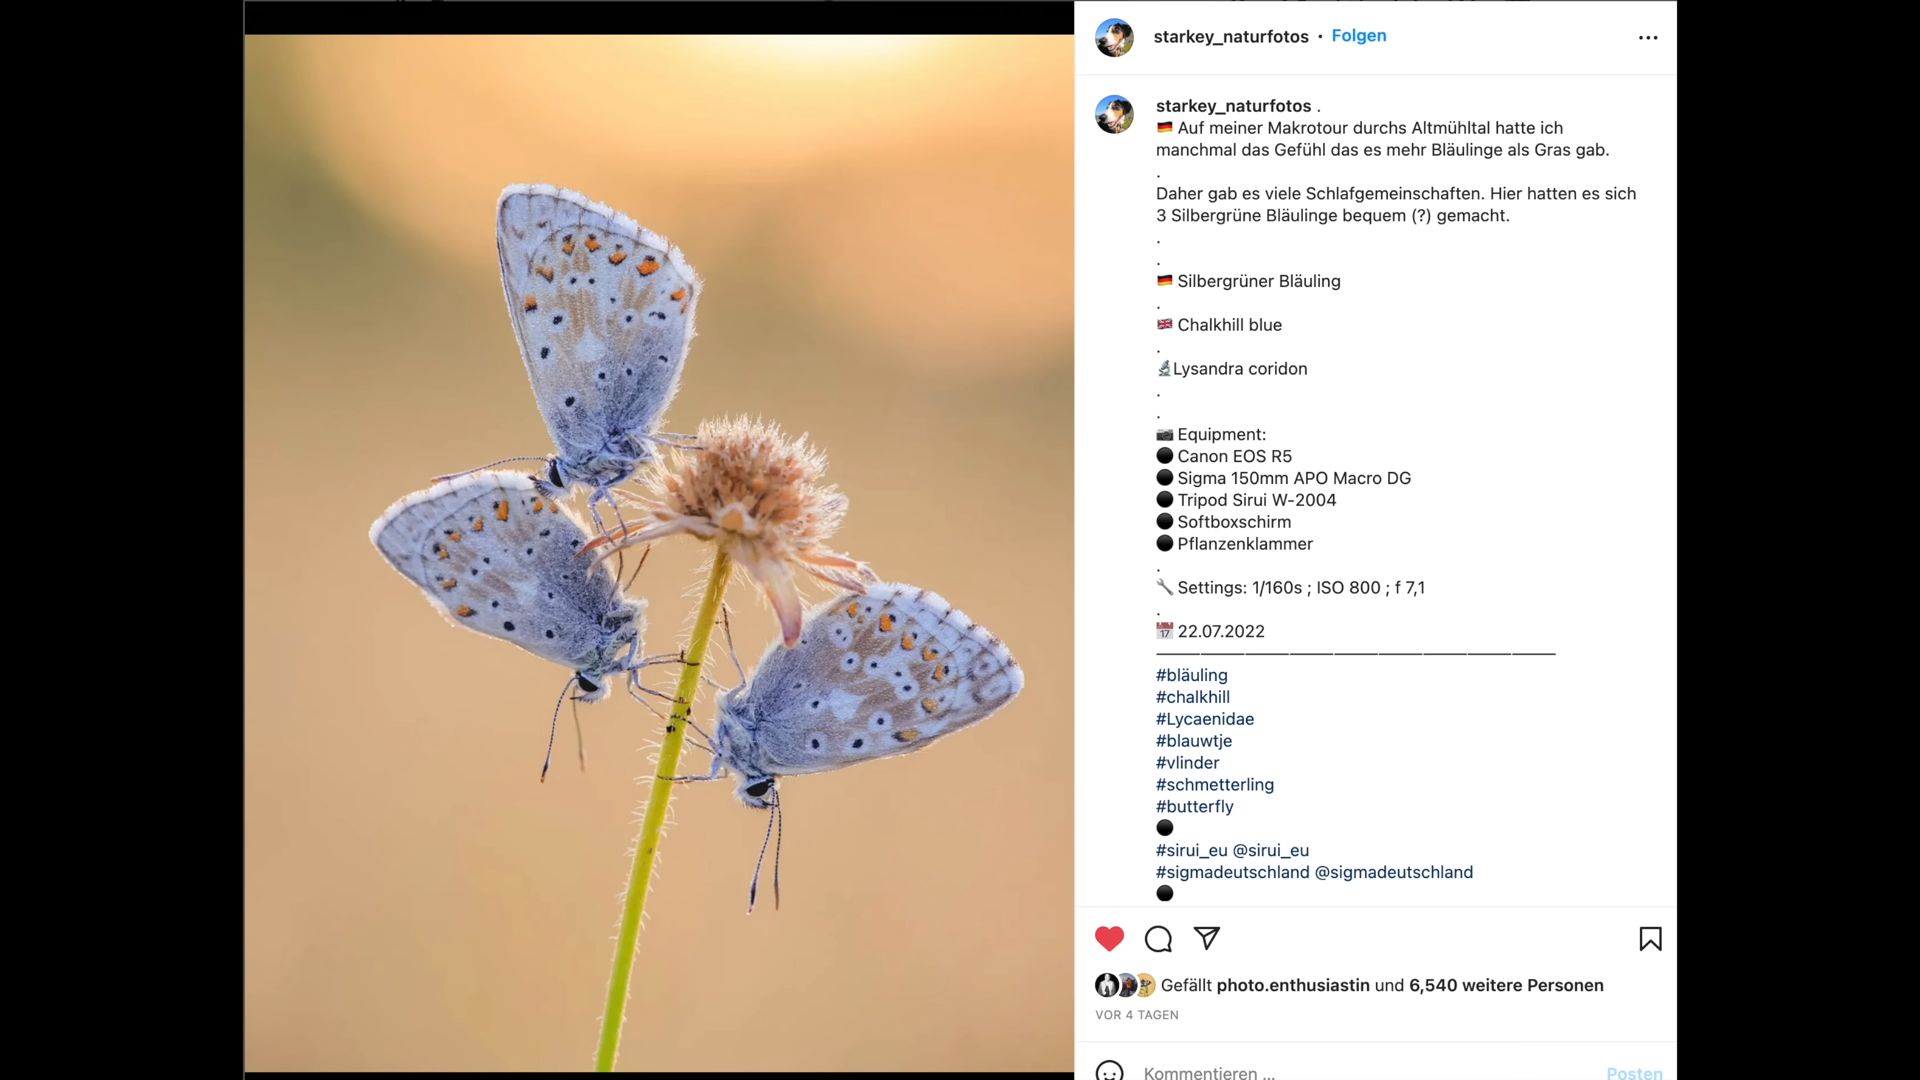 starkey_naturfotos • Folgen
starkey_naturfotos .
🇩🇪 Auf meiner Makrotour durchs Altmühltal hatte ich
manchmal das Gefühl das es mehr Bläulinge als Gras gab.
.
Daher gab es viele Schlafgemeinschaften. Hier hatten es sich
3 Silbergrüne Bläulinge bequem (?) gemacht.
.
.
🇩🇪 Silbergrüner Bläuling
.
🇬🇧 Chalkhill blue
.
🔬Lysandra coridon
.
.
📷 Equipment:
⚫ Canon EOS R5
⚫ Sigma 150mm APO Macro DG
⚫ Tripod Sirui W-2004
⚫ Softboxschirm
⚫ Pflanzenklammer
.
🔧 Settings: 1/160s ; ISO 800 ; f 7,1
.
📅 22.07.2022
—————————————————————
#bläuling
#chalkhill
#Lycaenidae
#blauwtje
#vlinder
#schmetterling
#butterfly
⚫
#sirui_eu @sirui_eu
#sigmadeutschland @sigmadeutschland
⚫
Gefällt photo.enthusiastin und 6,540 weitere Personen
VOR 4 TAGEN
Kommentieren ... Posten